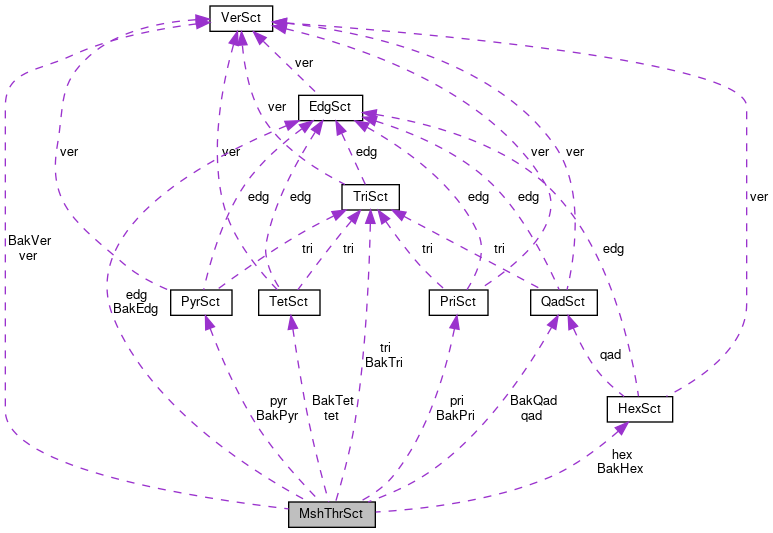 VerSct
ver
EdgSct
ver
ver
ver
edg
ver
ver
TriSct
edg
edg
edg
edg
ver
BakVer
ver
tri
tri
tri
tri
edg
edg
BakEdg
PyrSct
TetSct
PriSct
QadSct
tri
BakTri
qad
pyr
BakPyr
BakTet
tet
pri
BakPri
BakQad
qad
HexSct
hex
BakHex
MshThrSct